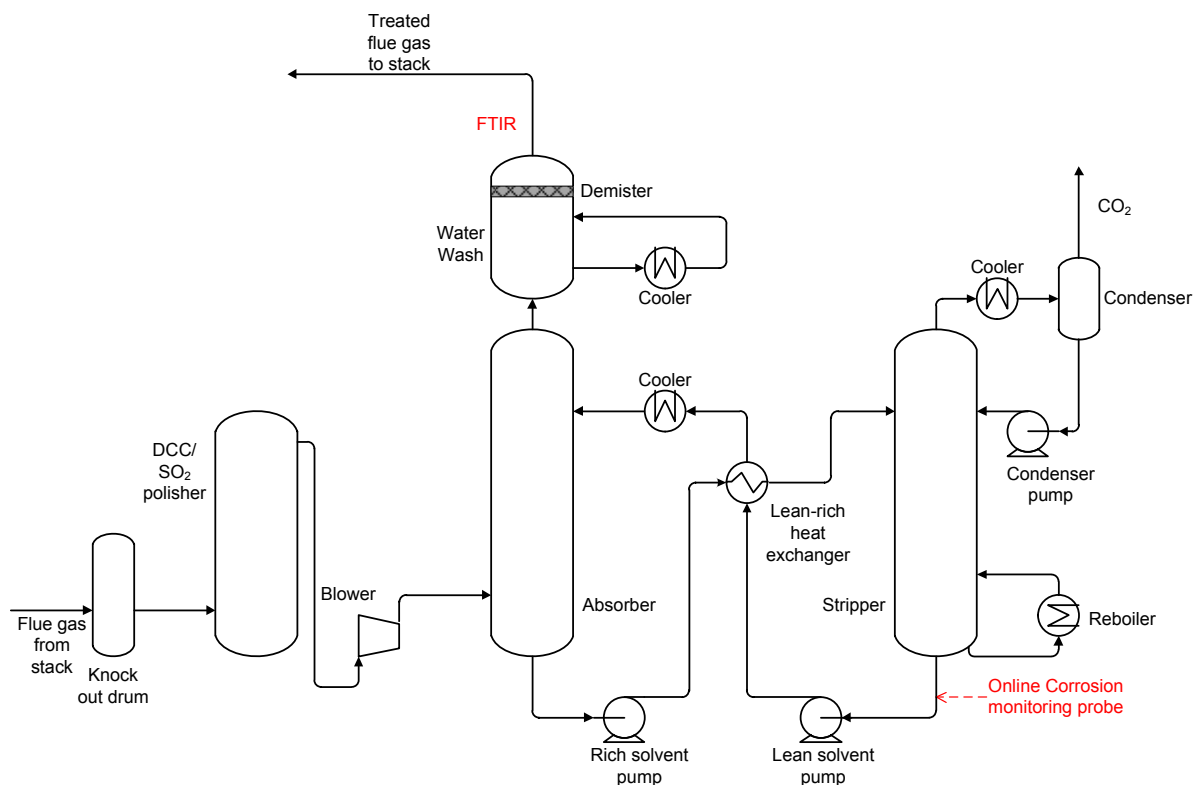 Treated
flue gas
to stack
FTIR
Demister
Water
Wash
Cooler
CO₂
Cooler
Condenser
Cooler
DCC/
SO₂
polisher
Condenser
pump
Lean-rich
heat
exchanger
Blower
Absorber
Stripper
Reboiler
Flue gas
from
stack
Knock
out drum
Online Corrosion
monitoring probe
Rich solvent
pump
Lean solvent
pump